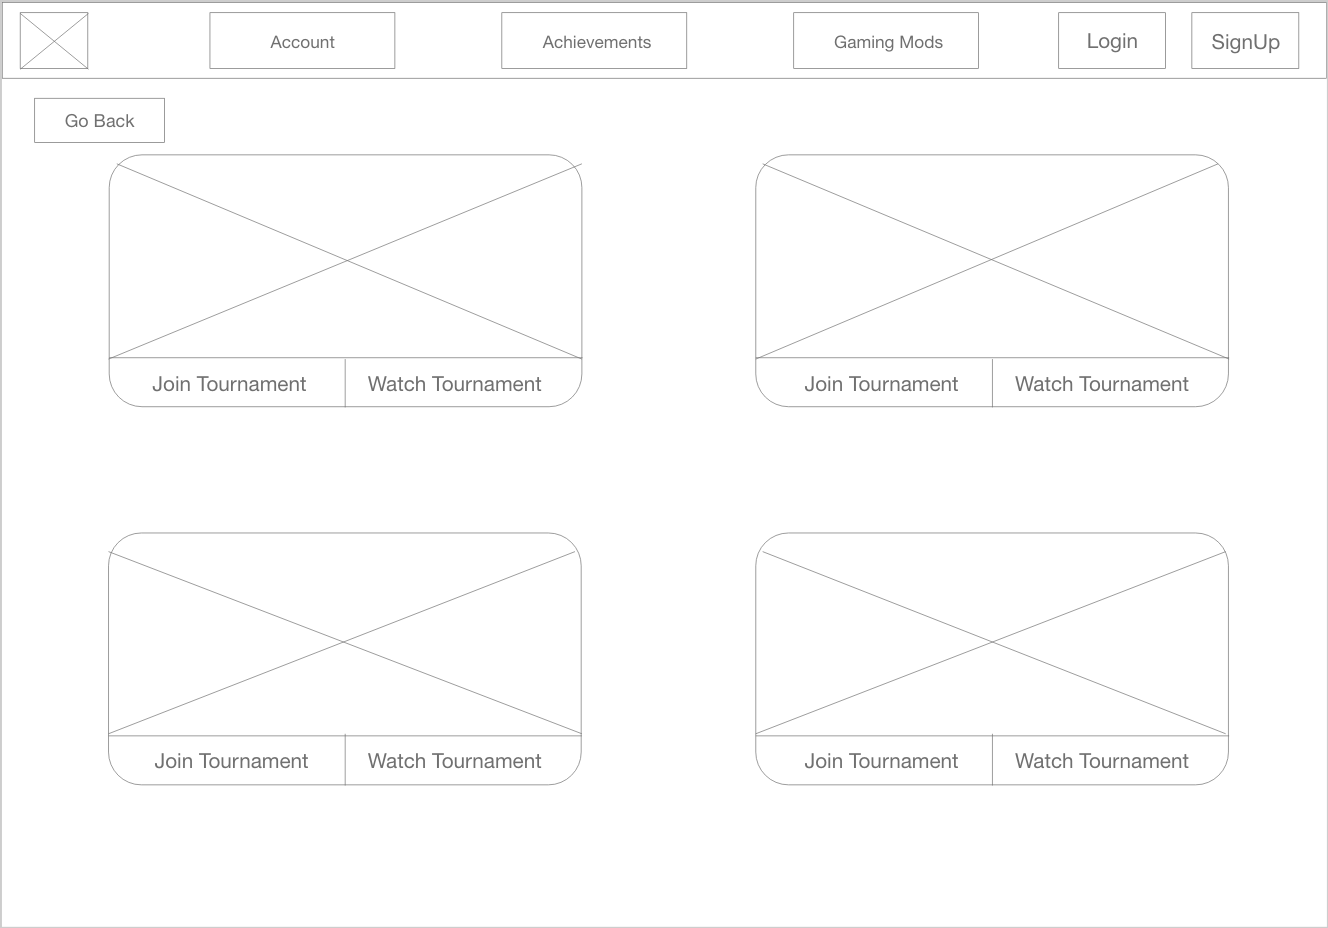 Account
Achievements
Gaming Mods
Login
SignUp
Go Back
Join Tournament
Watch Tournament
Join Tournament
Watch Tournament
Join Tournament
Watch Tournament
Join Tournament
Watch Tournament